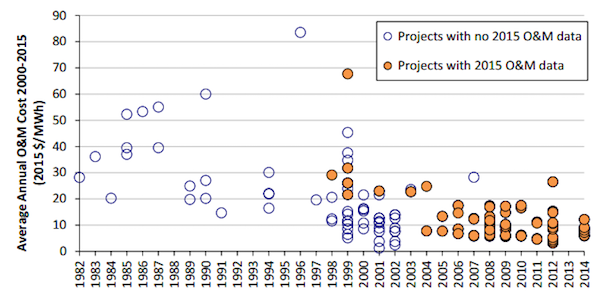 Average Annual O&M Cost 2000-2015
(2015 $/MWh)
90
80
70
60
50
40
30
20
10
0
Projects with no 2015 O&M data
Projects with 2015 O&M data
1982 1983 1984 1985 1986 1987 1988 1989 1990 1991 1992 1993 1994 1995 1996 1997 1998 1999 2000 2001 2002 2003 2004 2005 2006 2007 2008 2009 2010 2011 2012 2013 2014